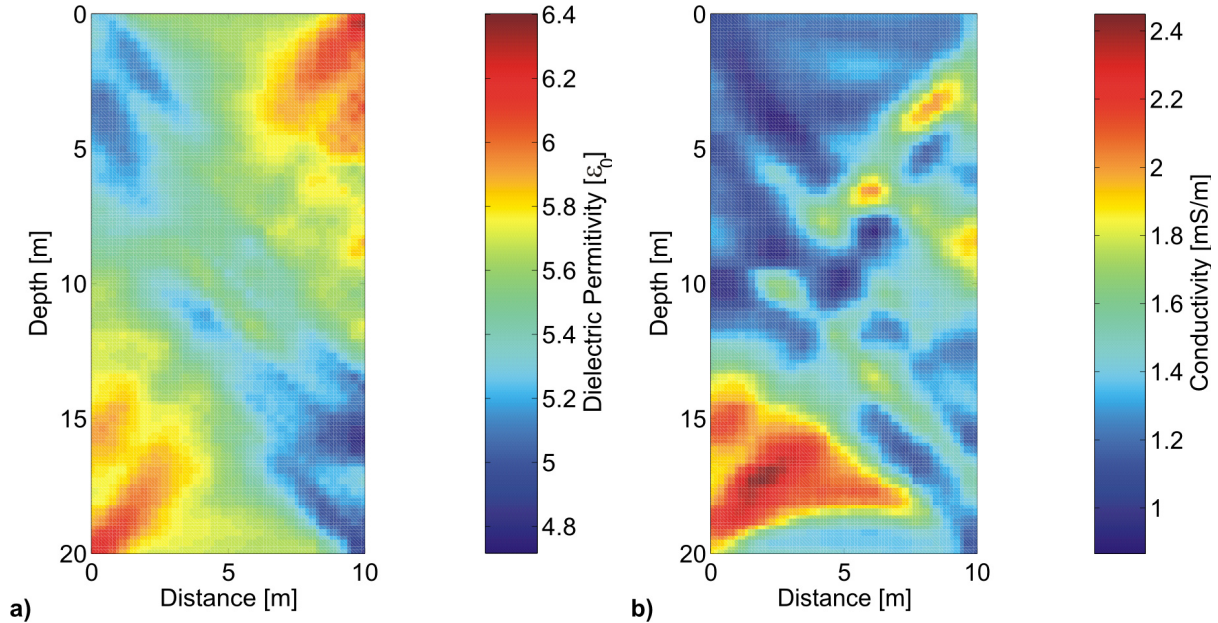 0
5
10
15
20
Depth [m]
0 5 10
Distance [m]
a)
6.4
6.2
6
5.8
5.6
5.4
5.2
5
4.8
Dielectric Permitivity [ε0]
0
5
10
15
20
Depth [m]
0 5 10
Distance [m]
b)
2.4
2.2
2
1.8
1.6
1.4
1.2
1
Conductivity [mS/m]